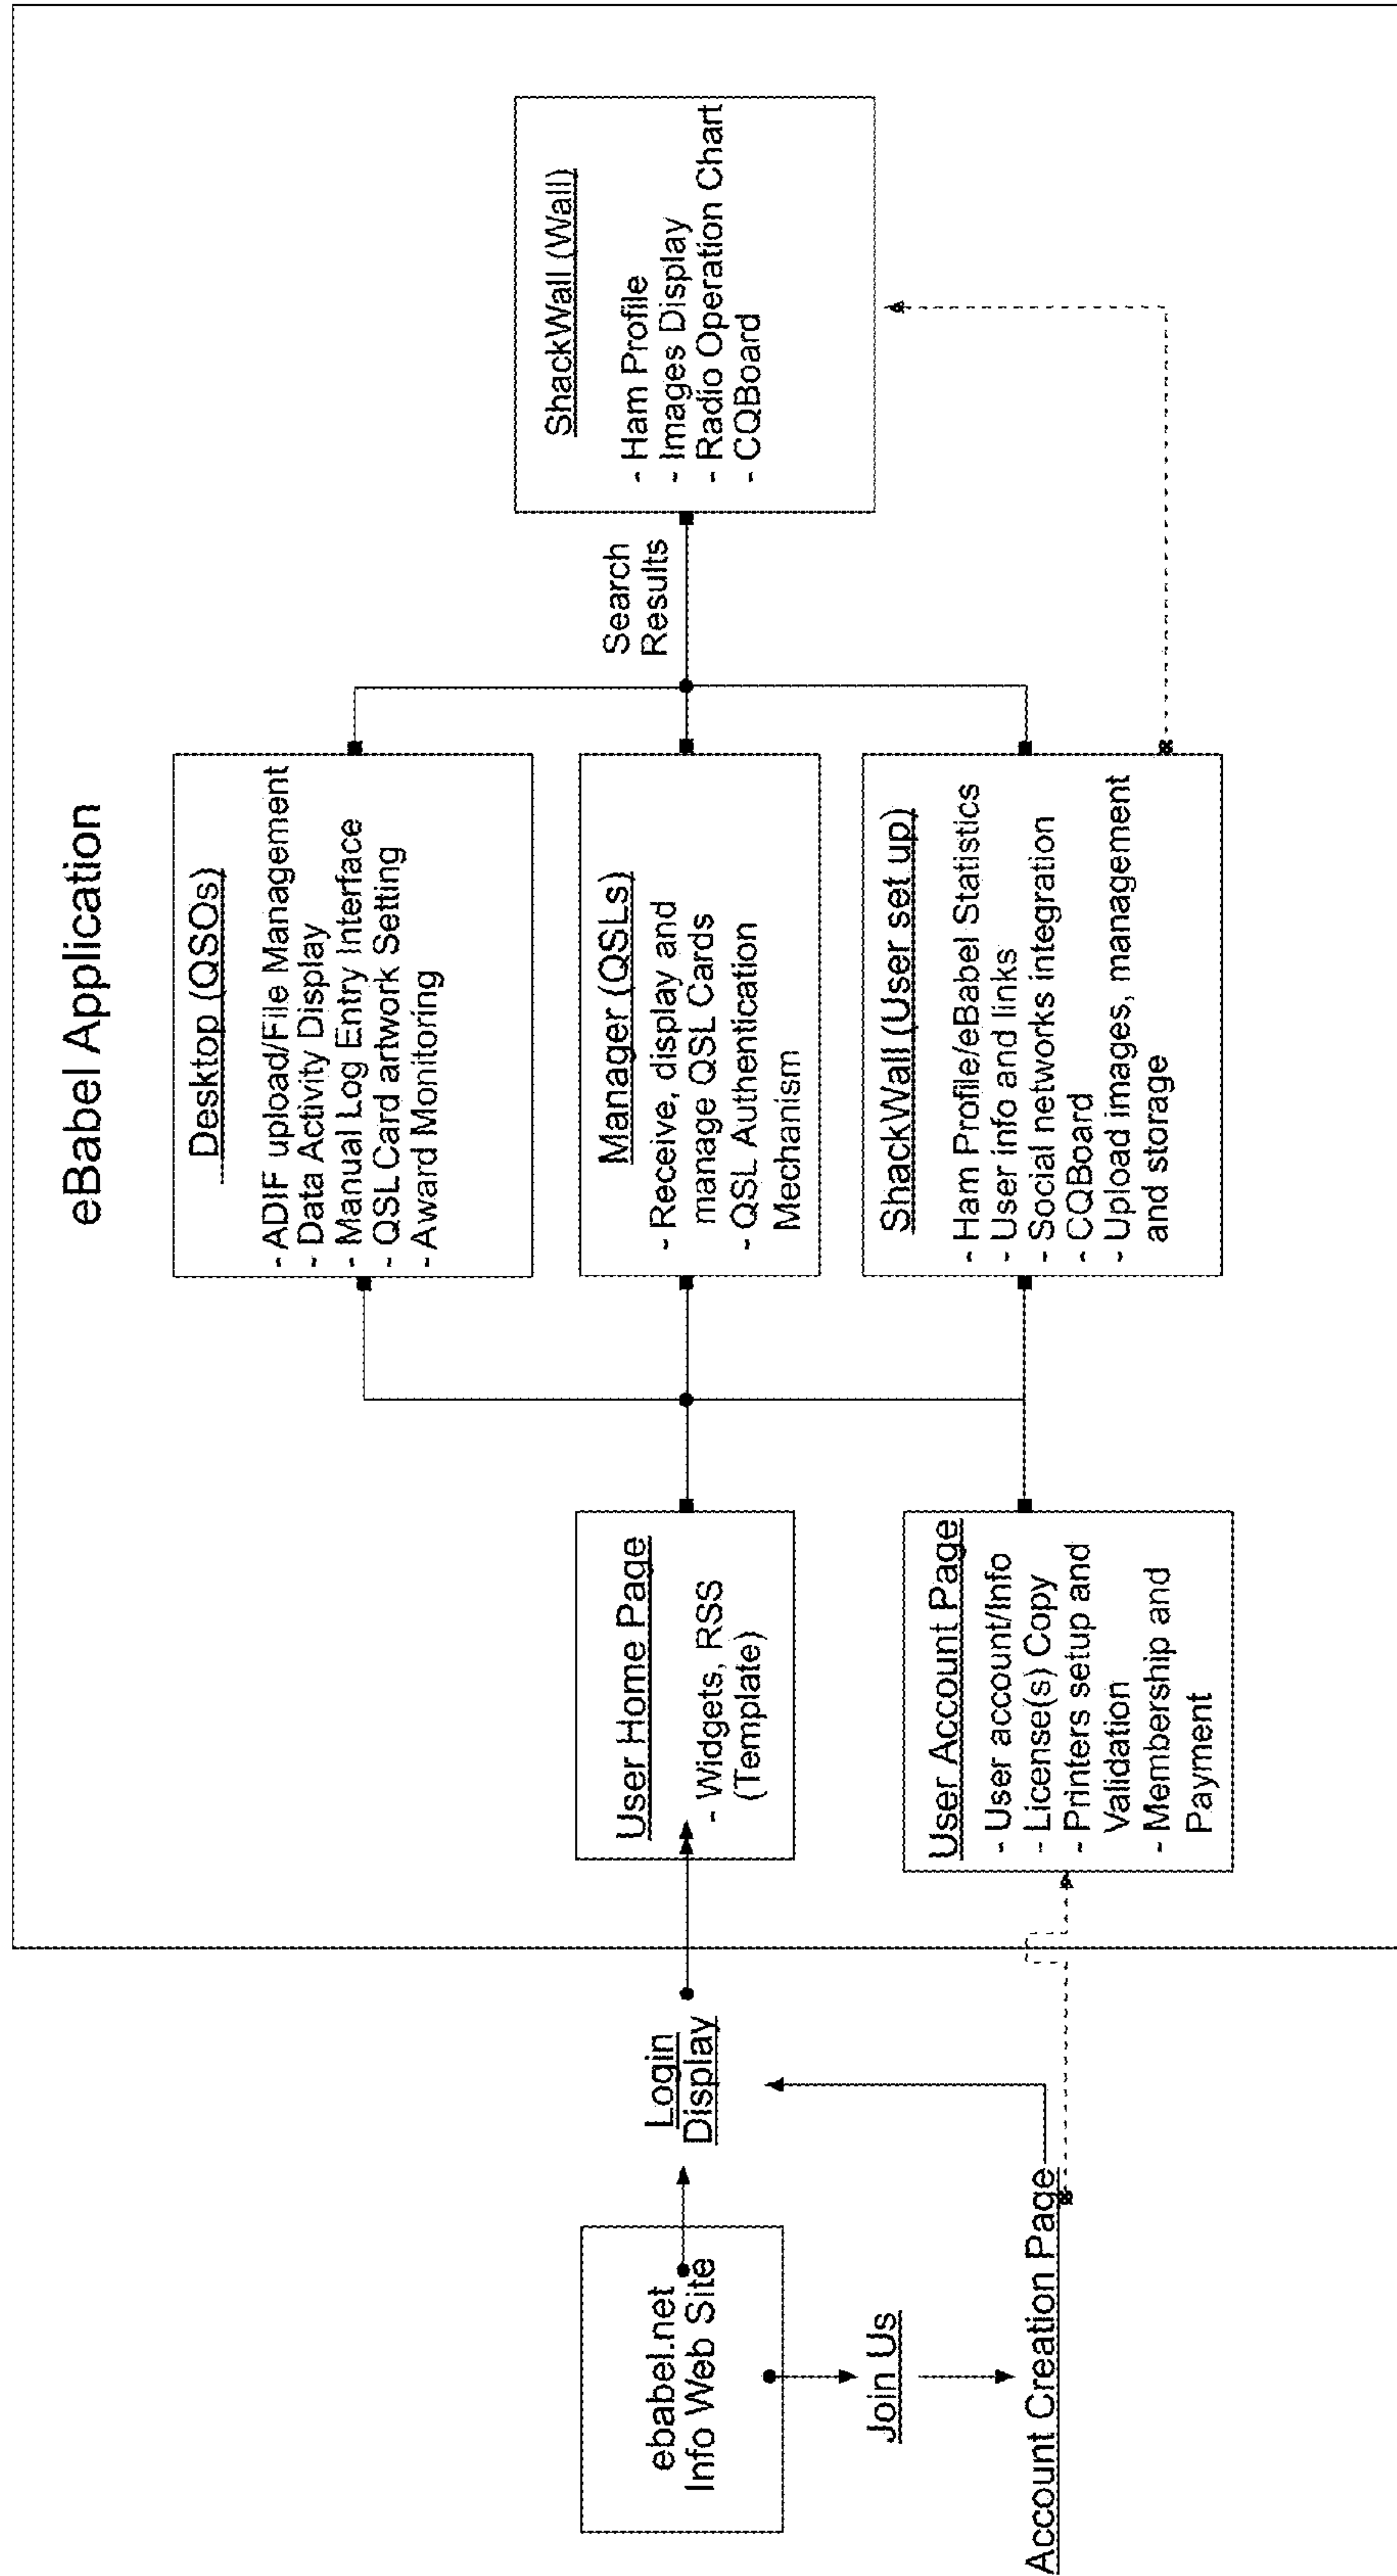 eBabel Application
ebabel.net
Info Web Site
Join Us
Account Creation Page
Login
Display
User Home Page
- Widgets, RSS
(Template)
User Account Page
- User account/Info
- License(s) Copy
- Printers setup and
Validation
- Membership and
Payment
Desktop (QSOs)
- ADIF upload/File Management
- Data Activity Display
- Manual Log Entry Interface
- QSL Card artwork Setting
- Award Monitoring
Manager (QSLs)
- Receive, display and
manage QSL Cards
- QSL Authentication
Mechanism
ShackWall (User set up)
- Ham Profile/eBabel Statistics
- User info and links
- Social networks integration
- CQBoard
- Upload images, management
and storage
Search
Results
ShackWall (Wall)
- Ham Profile
- Images Display
- Radio Operation Chart
- CQBoard